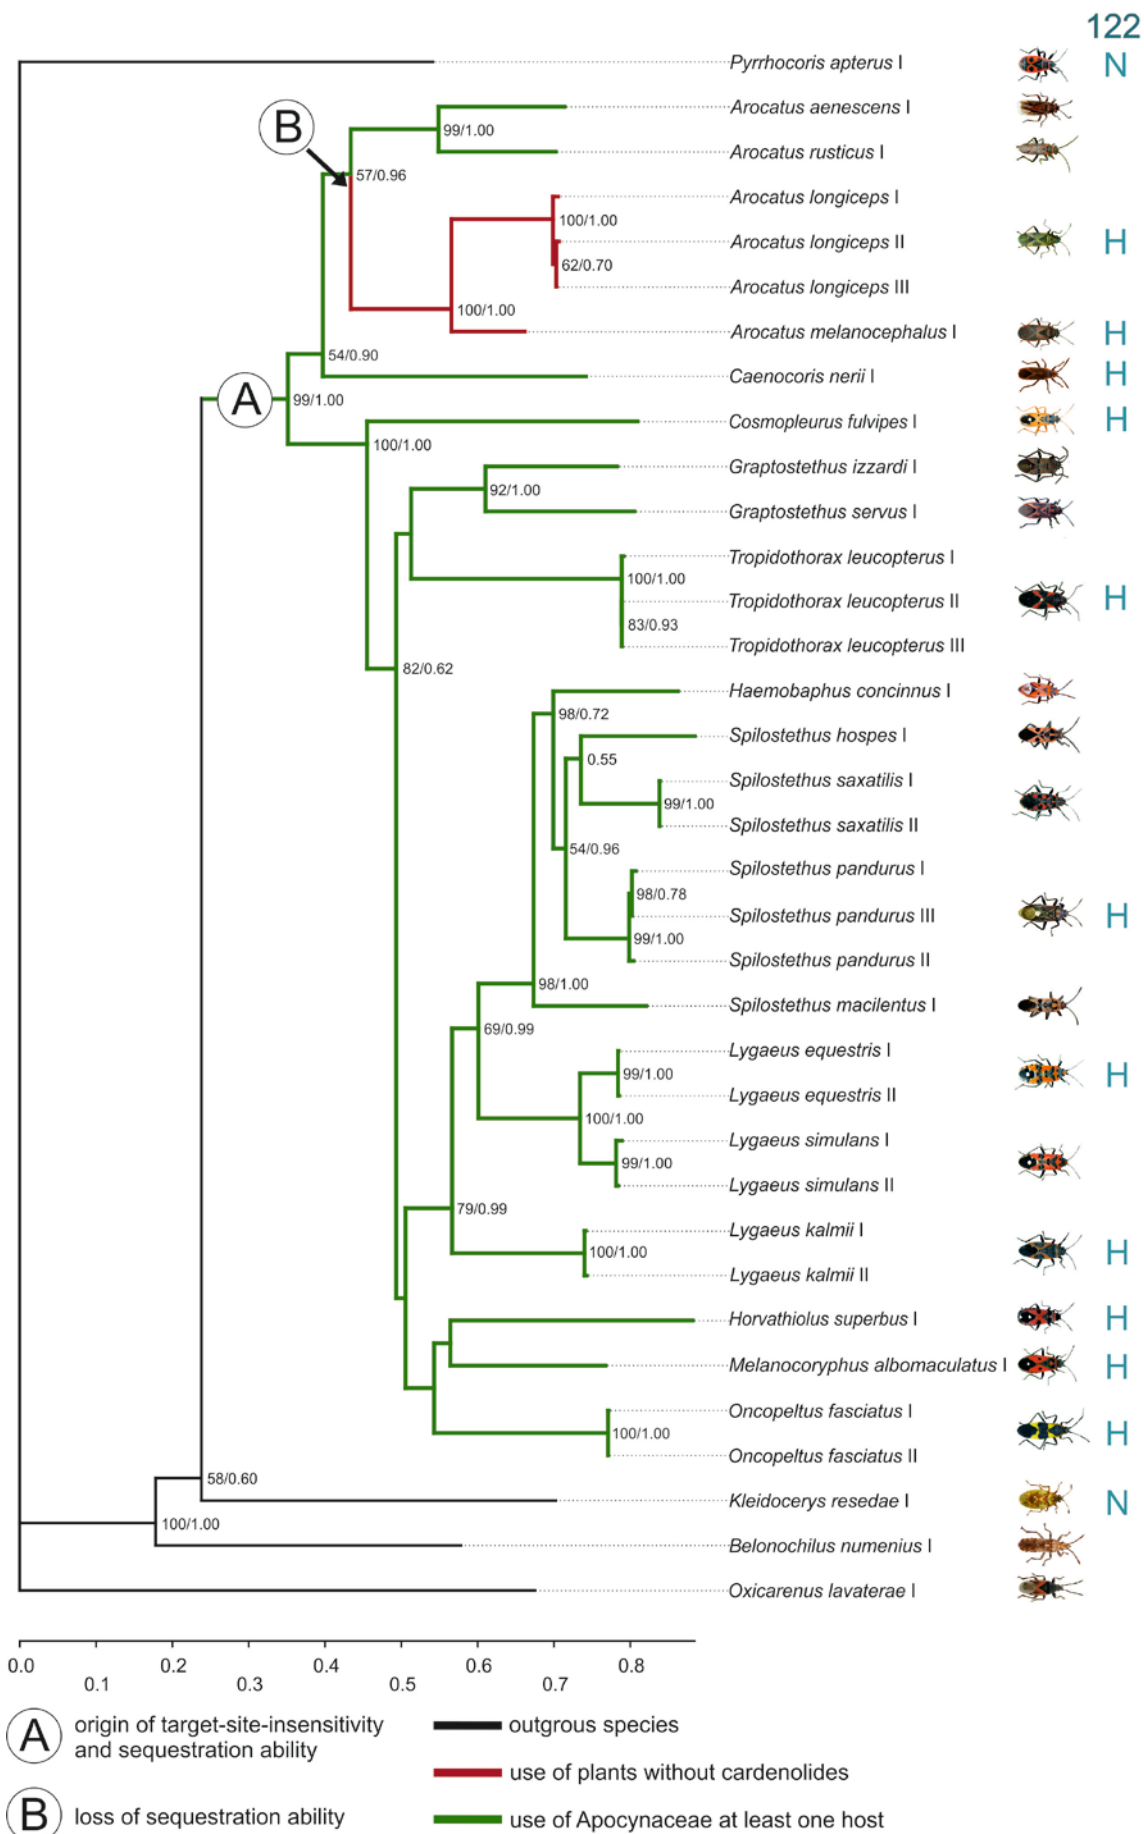 122
Pyrrhocoris apterus I
N
Arocatus aenescens I
B
99/1.00
Arocatus rusticus I
57/0.96
Arocatus longiceps I
100/1.00
Arocatus longiceps II
H
62/0.70
Arocatus longiceps III
100/1.00
Arocatus melanocephalus I
H
54/0.90
Caenocoris nerii I
H
A
99/1.00
Cosmopleurus fulvipes I
H
100/1.00
Graptostethus izzardi I
92/1.00
Graptostethus servus I
Tropidothorax leucopterus I
100/1.00
Tropidothorax leucopterus II
H
83/0.93
Tropidothorax leucopterus III
82/0.62
Haemobaphus concinnus I
98/0.72
Spilostethus hospes I
0.55
Spilostethus saxatilis I
99/1.00
Spilostethus saxatilis II
54/0.96
Spilostethus pandurus I
98/0.78
Spilostethus pandurus III
H
99/1.00
Spilostethus pandurus II
98/1.00
Spilostethus macilentus I
69/0.99
Lygaeus equestris I
99/1.00
H
Lygaeus equestris II
100/1.00
Lygaeus simulans I
99/1.00
Lygaeus simulans II
79/0.99
Lygaeus kalmii I
100/1.00
H
Lygaeus kalmii II
Horvathiolus superbus I
H
Melanocoryphus albomaculatus I
H
Oncopeltus fasciatus I
100/1.00
H
Oncopeltus fasciatus II
58/0.60
Kleidocerys resedae I
N
100/1.00
Belonochilus numenius I
Oxicarenus lavaterae I
0.0 0.2 0.4 0.6 0.8
0.1 0.3 0.5 0.7
A
origin of target-site-insensitivity
and sequestration ability
B
loss of sequestration ability
outgrous species
use of plants without cardenolides
use of Apocynaceae at least one host